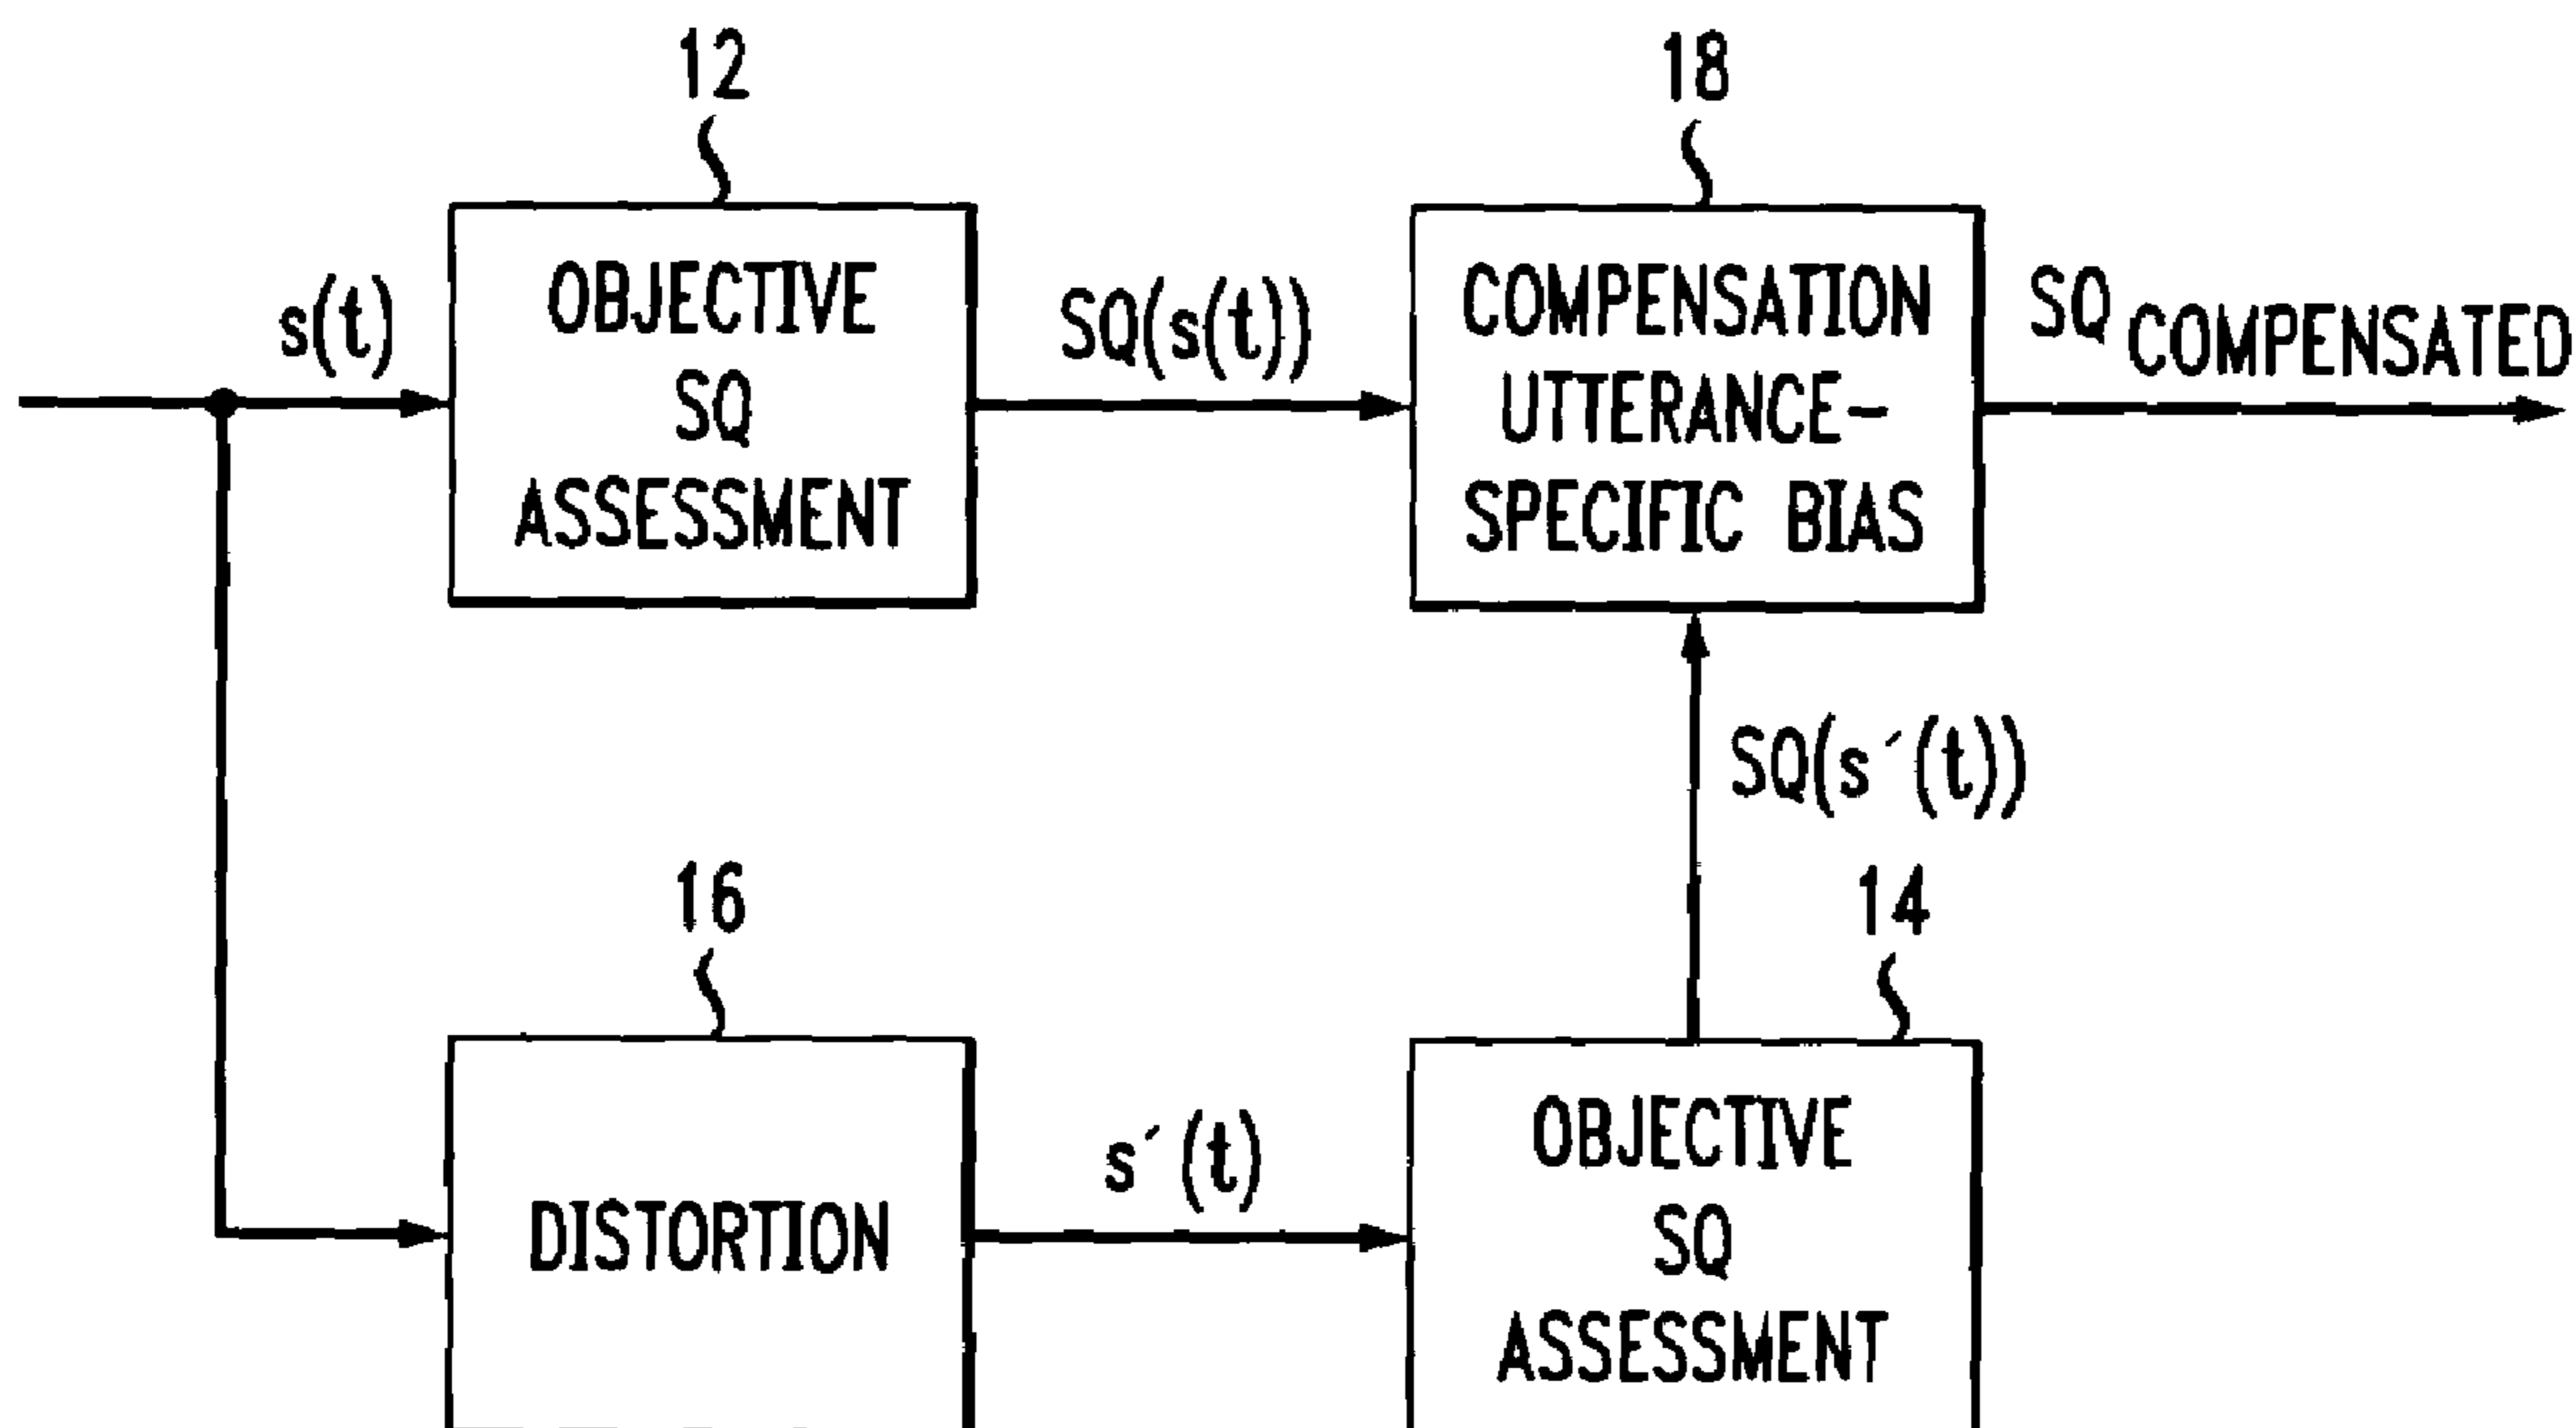 12
18
s(t)
OBJECTIVE
SQ
ASSESSMENT
SQ(s(t))
COMPENSATION
UTTERANCE-
SPECIFIC BIAS
SQ COMPENSATED
SQ(s´(t))
16
14
DISTORTION
s´(t)
OBJECTIVE
SQ
ASSESSMENT